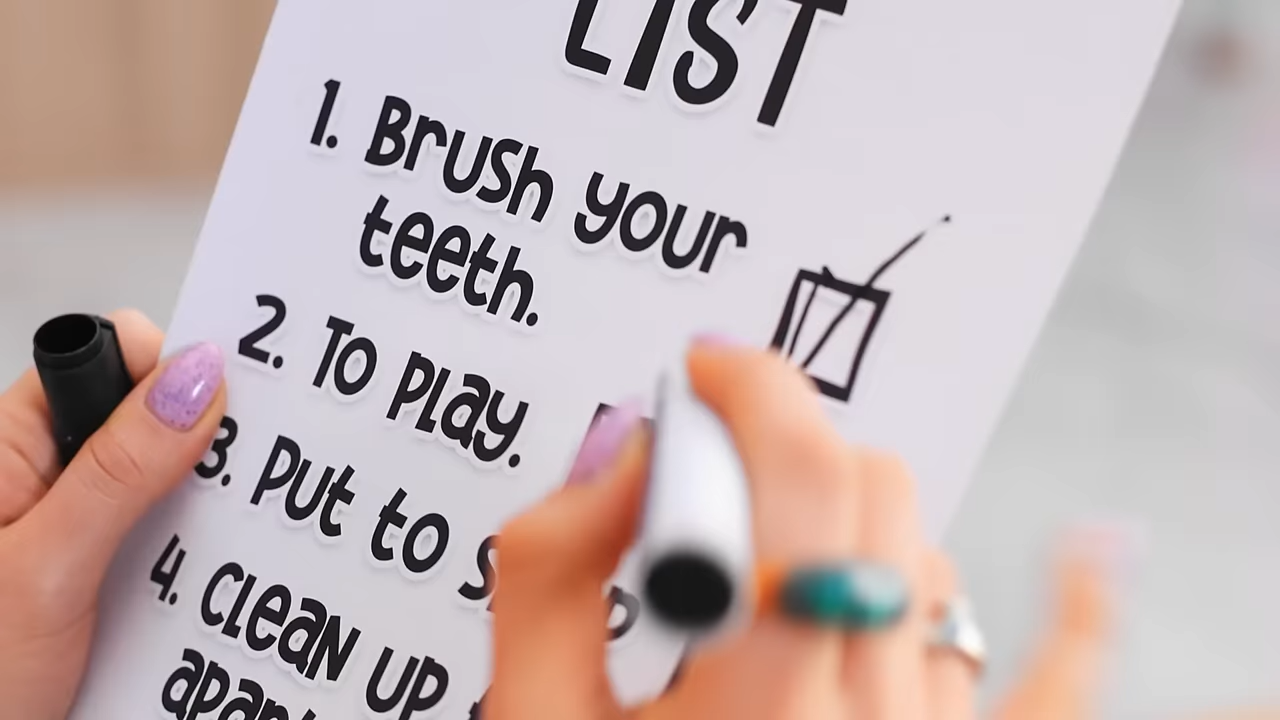 LIST
1. Brush your
teeth.
2. To play.
3. Put to
4. Clean up